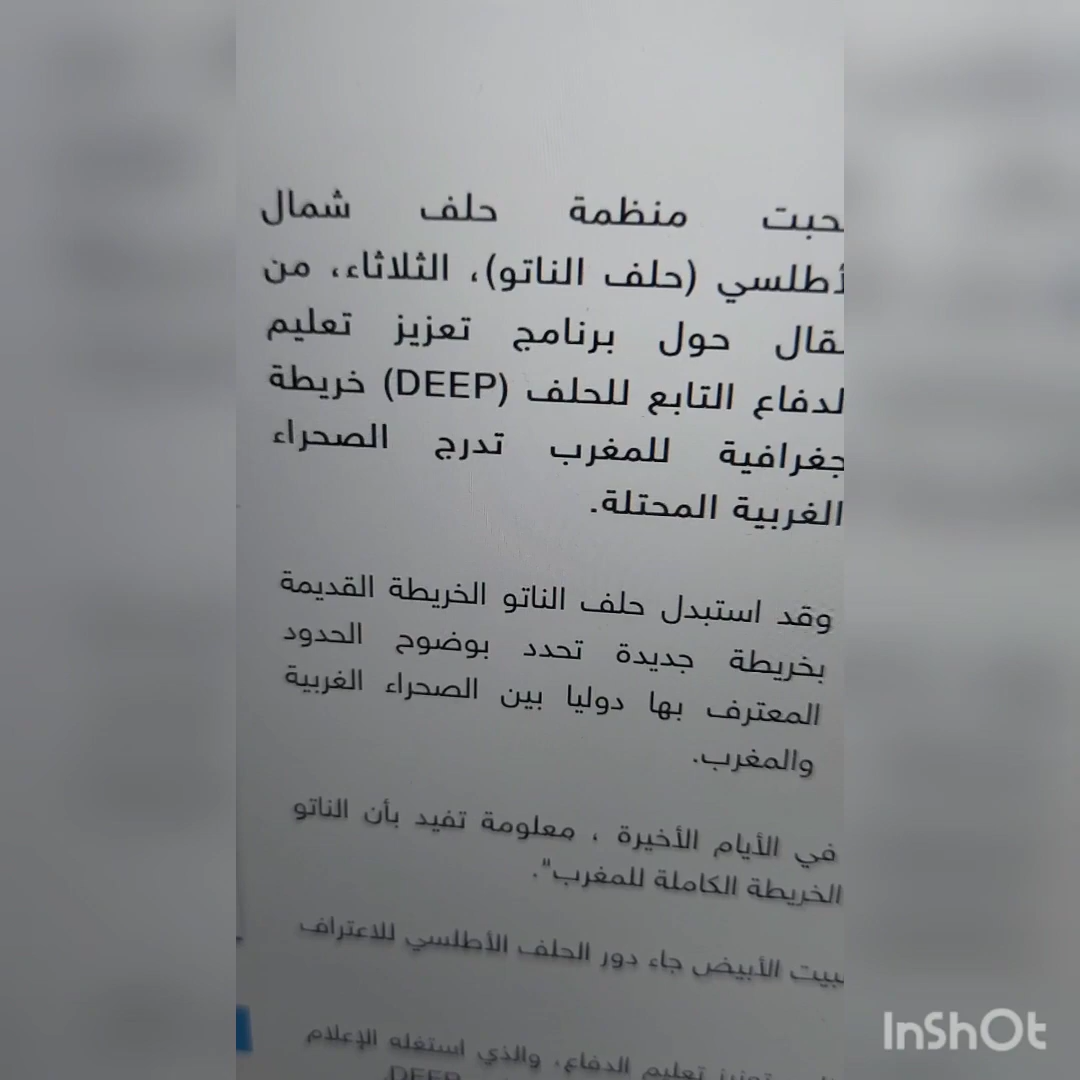 حبت منظمة حلف شمال
أطلسي (حلف الناتو)، الثلاثاء، من
قال حول برنامج تعزيز تعليم
لدفاع التابع للحلف (DEEP) خريطة
جغرافية للمغرب تدرج الصحراء
الغربية المحتلة.
وقد استبدل حلف الناتو الخريطة القديمة
بخريطة جديدة تحدد بوضوح الحدود
المعترف بها دوليا بين الصحراء الغربية
والمغرب.
في الأيام الأخيرة ، معلومة تفيد بأن الناتو
الخريطة الكاملة للمغرب".
بيت الأبيض جاء دور الحلف الأطلسي للاعتراف
تعزيز تعليم الدفاع، والذي استغله الإعلام
DEEP
InShOt